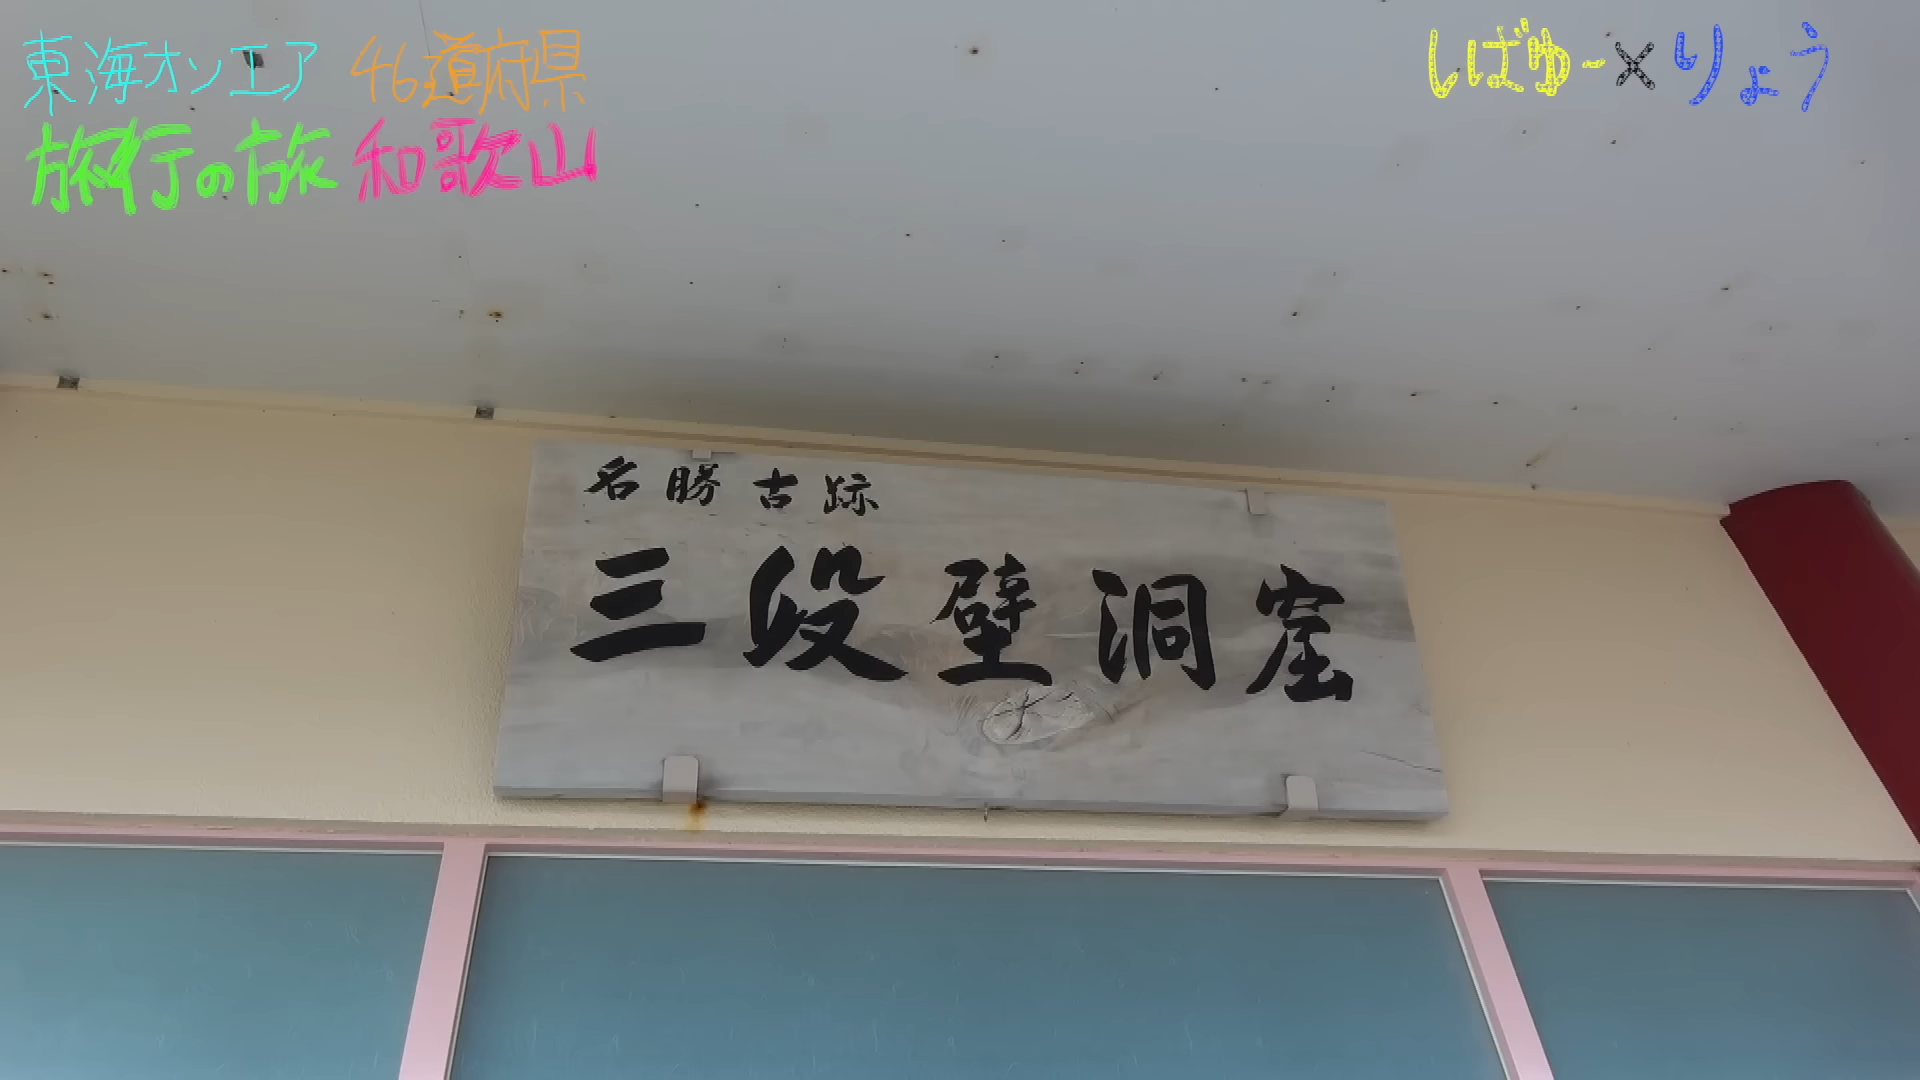 東海オンエア 46道府県
旅行の旅 和歌山
しばゆー×りょう
名勝古跡
三段壁洞窟